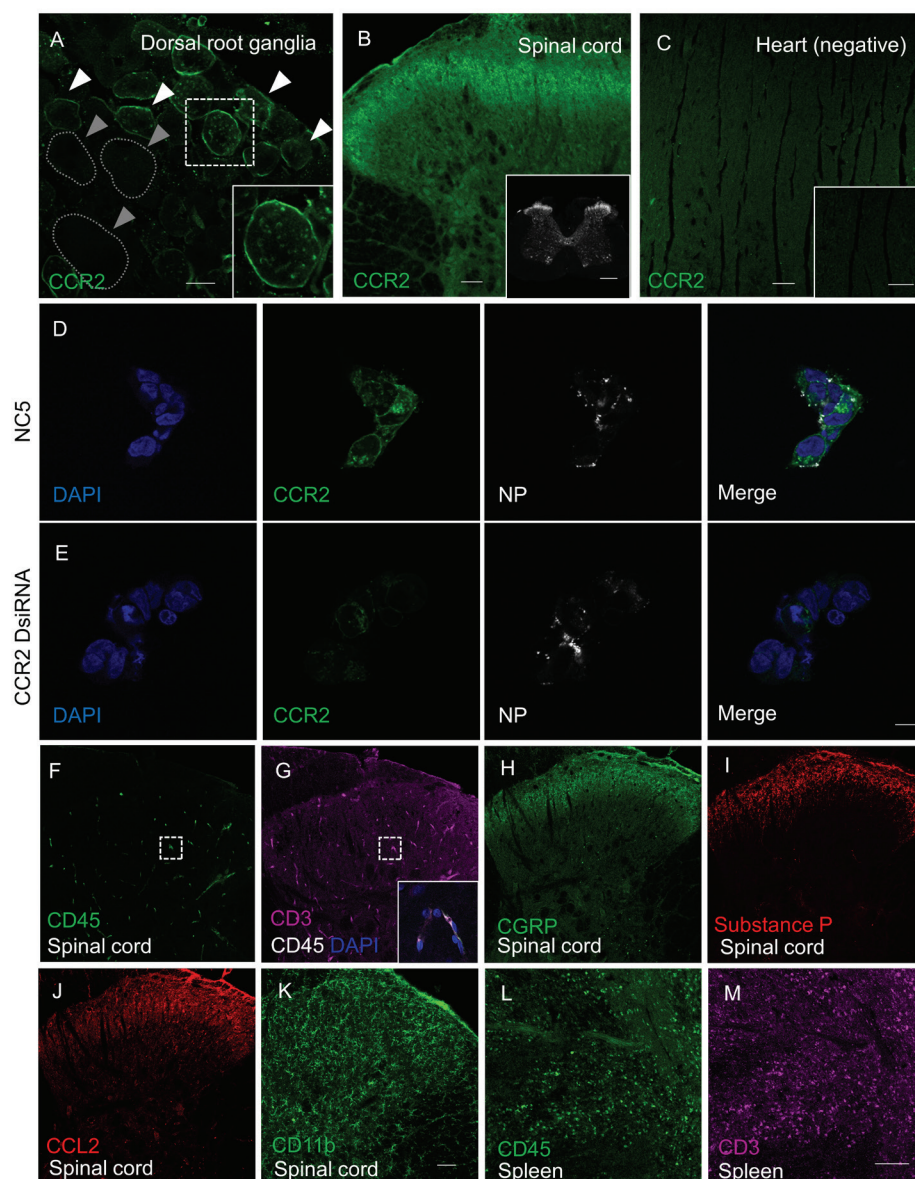 A
Dorsal root ganglia
CCR2
B
Spinal cord
C
Heart (negative)
CCR2
NC5
D
DAPI
CCR2
NP
Merge
CCR2 DsiRNA
E
DAPI
CCR2
NP
Merge
F
CD45
Spinal cord
G
CD3
CD45 DAPI
H
CGRP
Spinal cord
I
Substance P
Spinal cord
J
CCL2
Spinal cord
K
CD11b
Spinal cord
L
CD45
Spleen
M
CD3
Spleen